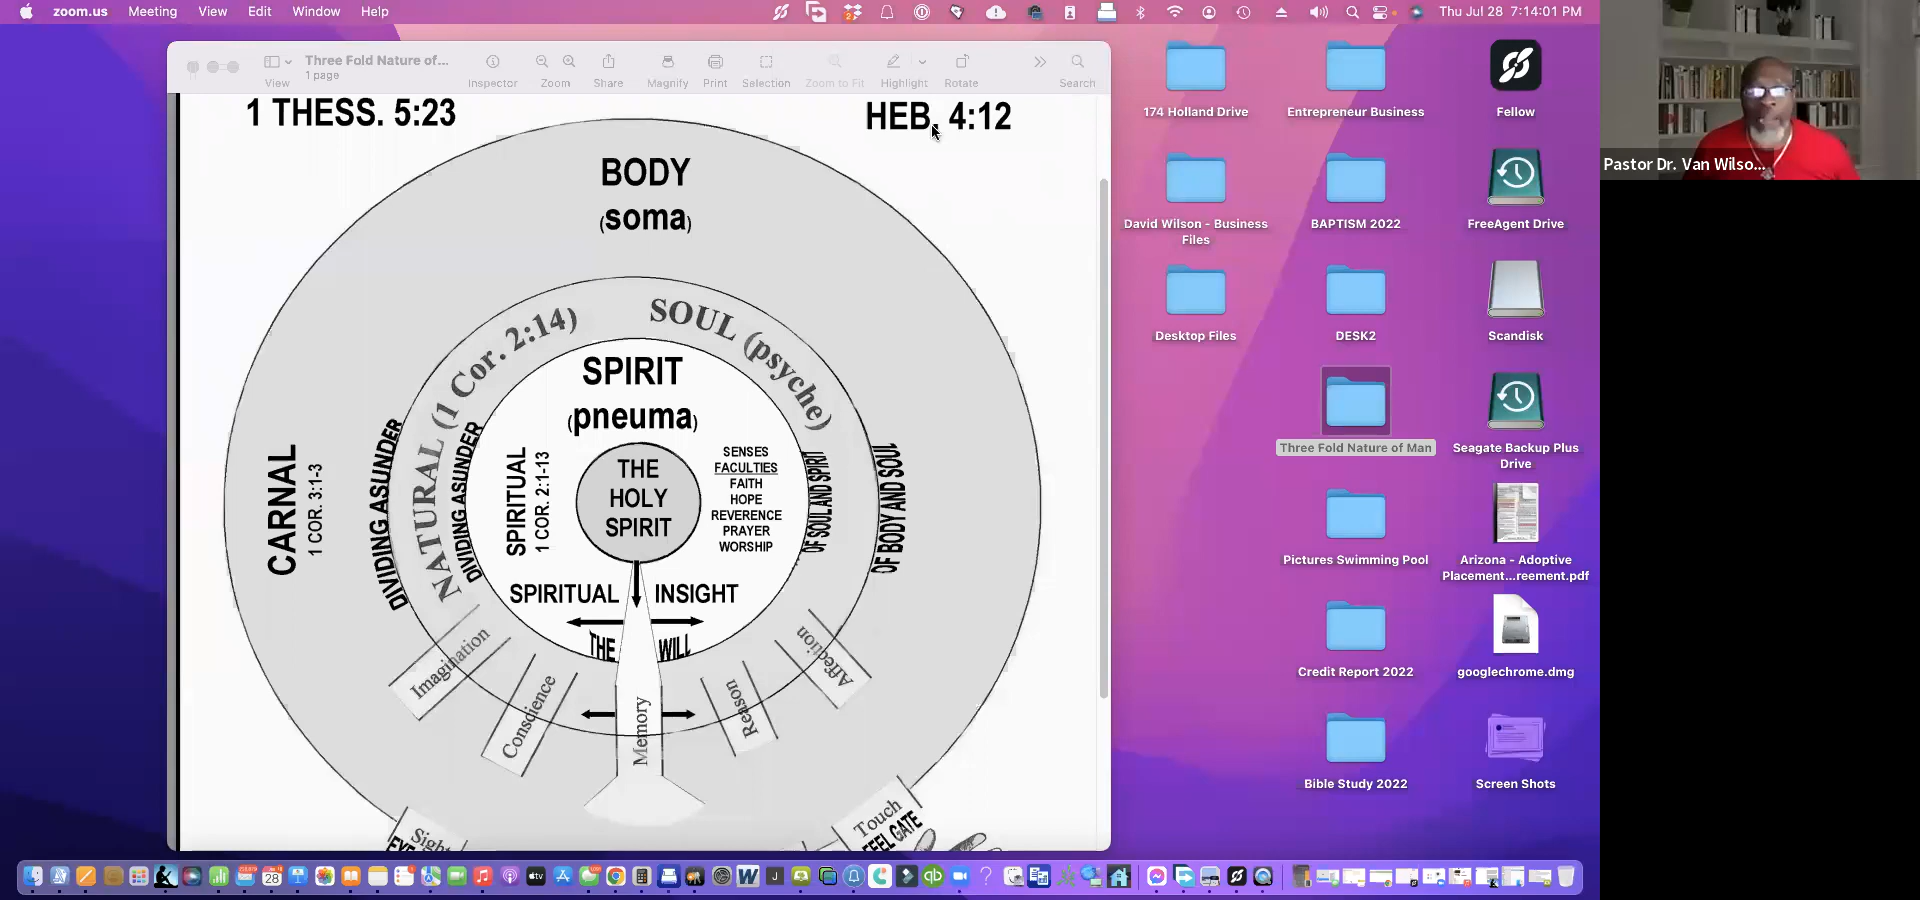 zoom.us Meeting View Edit Window Help
Thu Jul 28 7:14:01 PM
Three Fold Nature of...
1 page
View
Inspector
Zoom
Share
Magnify
Print
Selection
Zoom to Fit
Highlight
Rotate
Search
1 THESS. 5:23
HEB. 4:12
BODY
(soma)
NATURAL (1 Cor. 2:14)
SOUL (psyche)
SPIRIT
(pneuma)
CARNAL
1 COR. 3:1-3
DIVIDING ASUNDER
DIVIDING ASUNDER
SPIRITUAL
1 COR. 2:1-13
THE
HOLY
SPIRIT
SENSES
FACULTIES
FAITH
HOPE
REVERENCE
PRAYER
WORSHIP
OF SOUL AND SPIRIT
OF BODY AND SOUL
SPIRITUAL INSIGHT
THE WILL
Imagination
Conscience
Memory
Reason
Affection
Sight
EYE
Touch
FEEL GATE
174 Holland Drive
Entrepreneur Business
Fellow
David Wilson - Business
Files
BAPTISM 2022
FreeAgent Drive
Desktop Files
DESK2
Scandisk
Three Fold Nature of Man
Seagate Backup Plus
Drive
Pictures Swimming Pool
Arizona - Adoptive
Placement...reement.pdf
Credit Report 2022
googlechrome.dmg
Bible Study 2022
Screen Shots
Pastor Dr. Van Wilso...